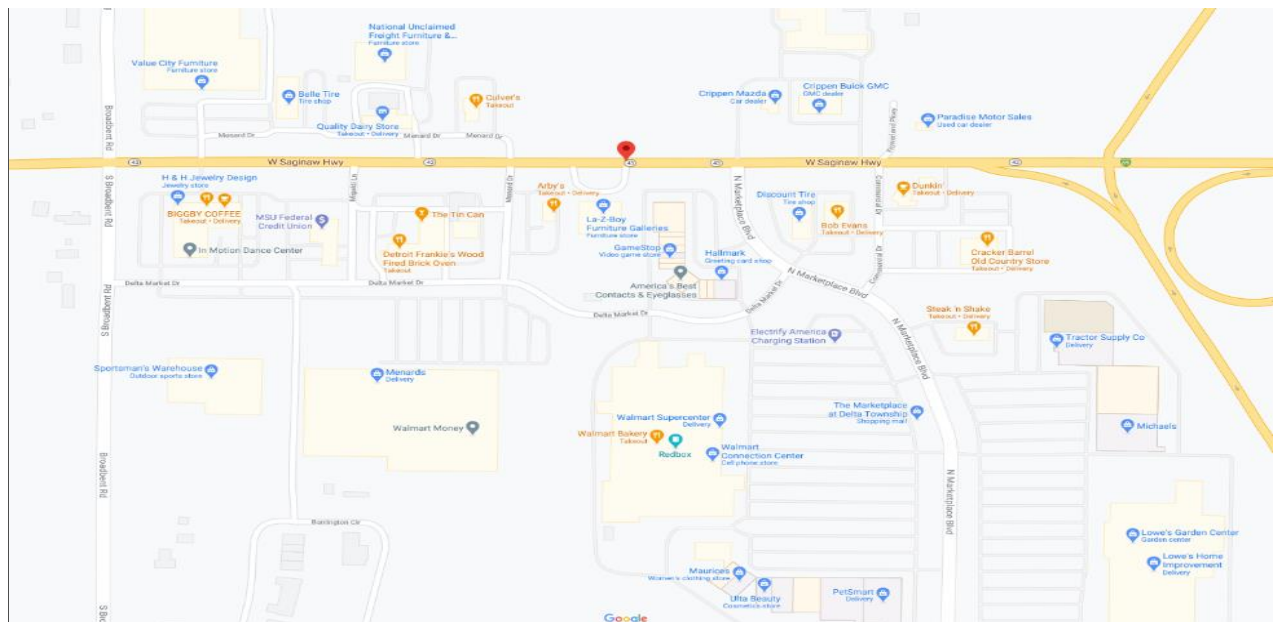 National Unclaimed
Freight Furniture &...
Furniture store
Value City Furniture
Furniture store
Belle Tire
Tire shop
Culver's
Takeout
Quality Dairy Store
Takeout • Delivery
Menard Dr
Menard Dr
Menard Dr
Broadbent Rd
Crippen Mazda
Car dealer
Crippen Buick GMC
GMC dealer
Paradise Motor Sales
Used car dealer
43
W Saginaw Hwy
43
43
43
W Saginaw Hwy
43
H & H Jewelry Design
Jewelry store
BIGGBY COFFEE
Takeout • Delivery
MSU Federal
Credit Union
In Motion Dance Center
The Tin Can
Detroit Frankie's Wood
Fired Brick Oven
Takeout
Arby's
Takeout • Delivery
La-Z-Boy
Furniture Galleries
Furniture store
GameStop
Video game store
Hallmark
Greeting card shop
America's Best
Contacts & Eyeglasses
Discount Tire
Tire shop
Bob Evans
Takeout • Delivery
Dunkin'
Takeout • Delivery
Cracker Barrel
Old Country Store
Takeout • Delivery
N Marketplace Blvd
N Marketplace Blvd
Commercial Dr
Commercial Dr
S Broadbent Rd
S Broadbent Rd
Delta Market Dr
Delta Market Dr
Delta Market Dr
Delta Market Dr
Electrify America
Charging Station
Steak 'n Shake
Takeout • Delivery
Tractor Supply Co
Delivery
N Marketplace Blvd
Sportsman's Warehouse
Outdoor sports store
Menards
Delivery
Walmart Money
Walmart Supercenter
Delivery
Walmart Bakery
Takeout
Redbox
Walmart
Connection Center
Cell phone store
The Marketplace
at Delta Township
Shopping mall
Michaels
Broadbent Rd
N Marketplace Blvd
Lowe's Garden Center
Garden center
Lowe's Home
Improvement
Delivery
Maurices
Women's clothing store
Ulta Beauty
Cosmetics store
PetSmart
Delivery
Google